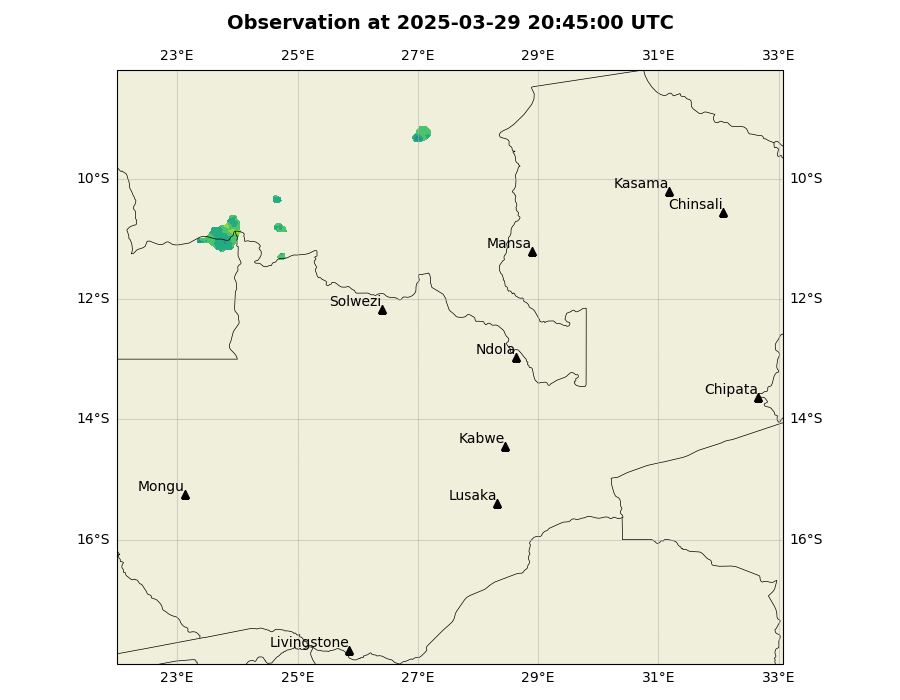 Observation at 2025-03-29 20:45:00 UTC
23°E 25°E 27°E 29°E 31°E 33°E
10°S 10°S
Kasama
Chinsali
Mansa
12°S 12°S
Solwezi
Ndola
Chipata
14°S 14°S
Kabwe
Mongu
Lusaka
16°S 16°S
Livingstone
23°E 25°E 27°E 29°E 31°E 33°E